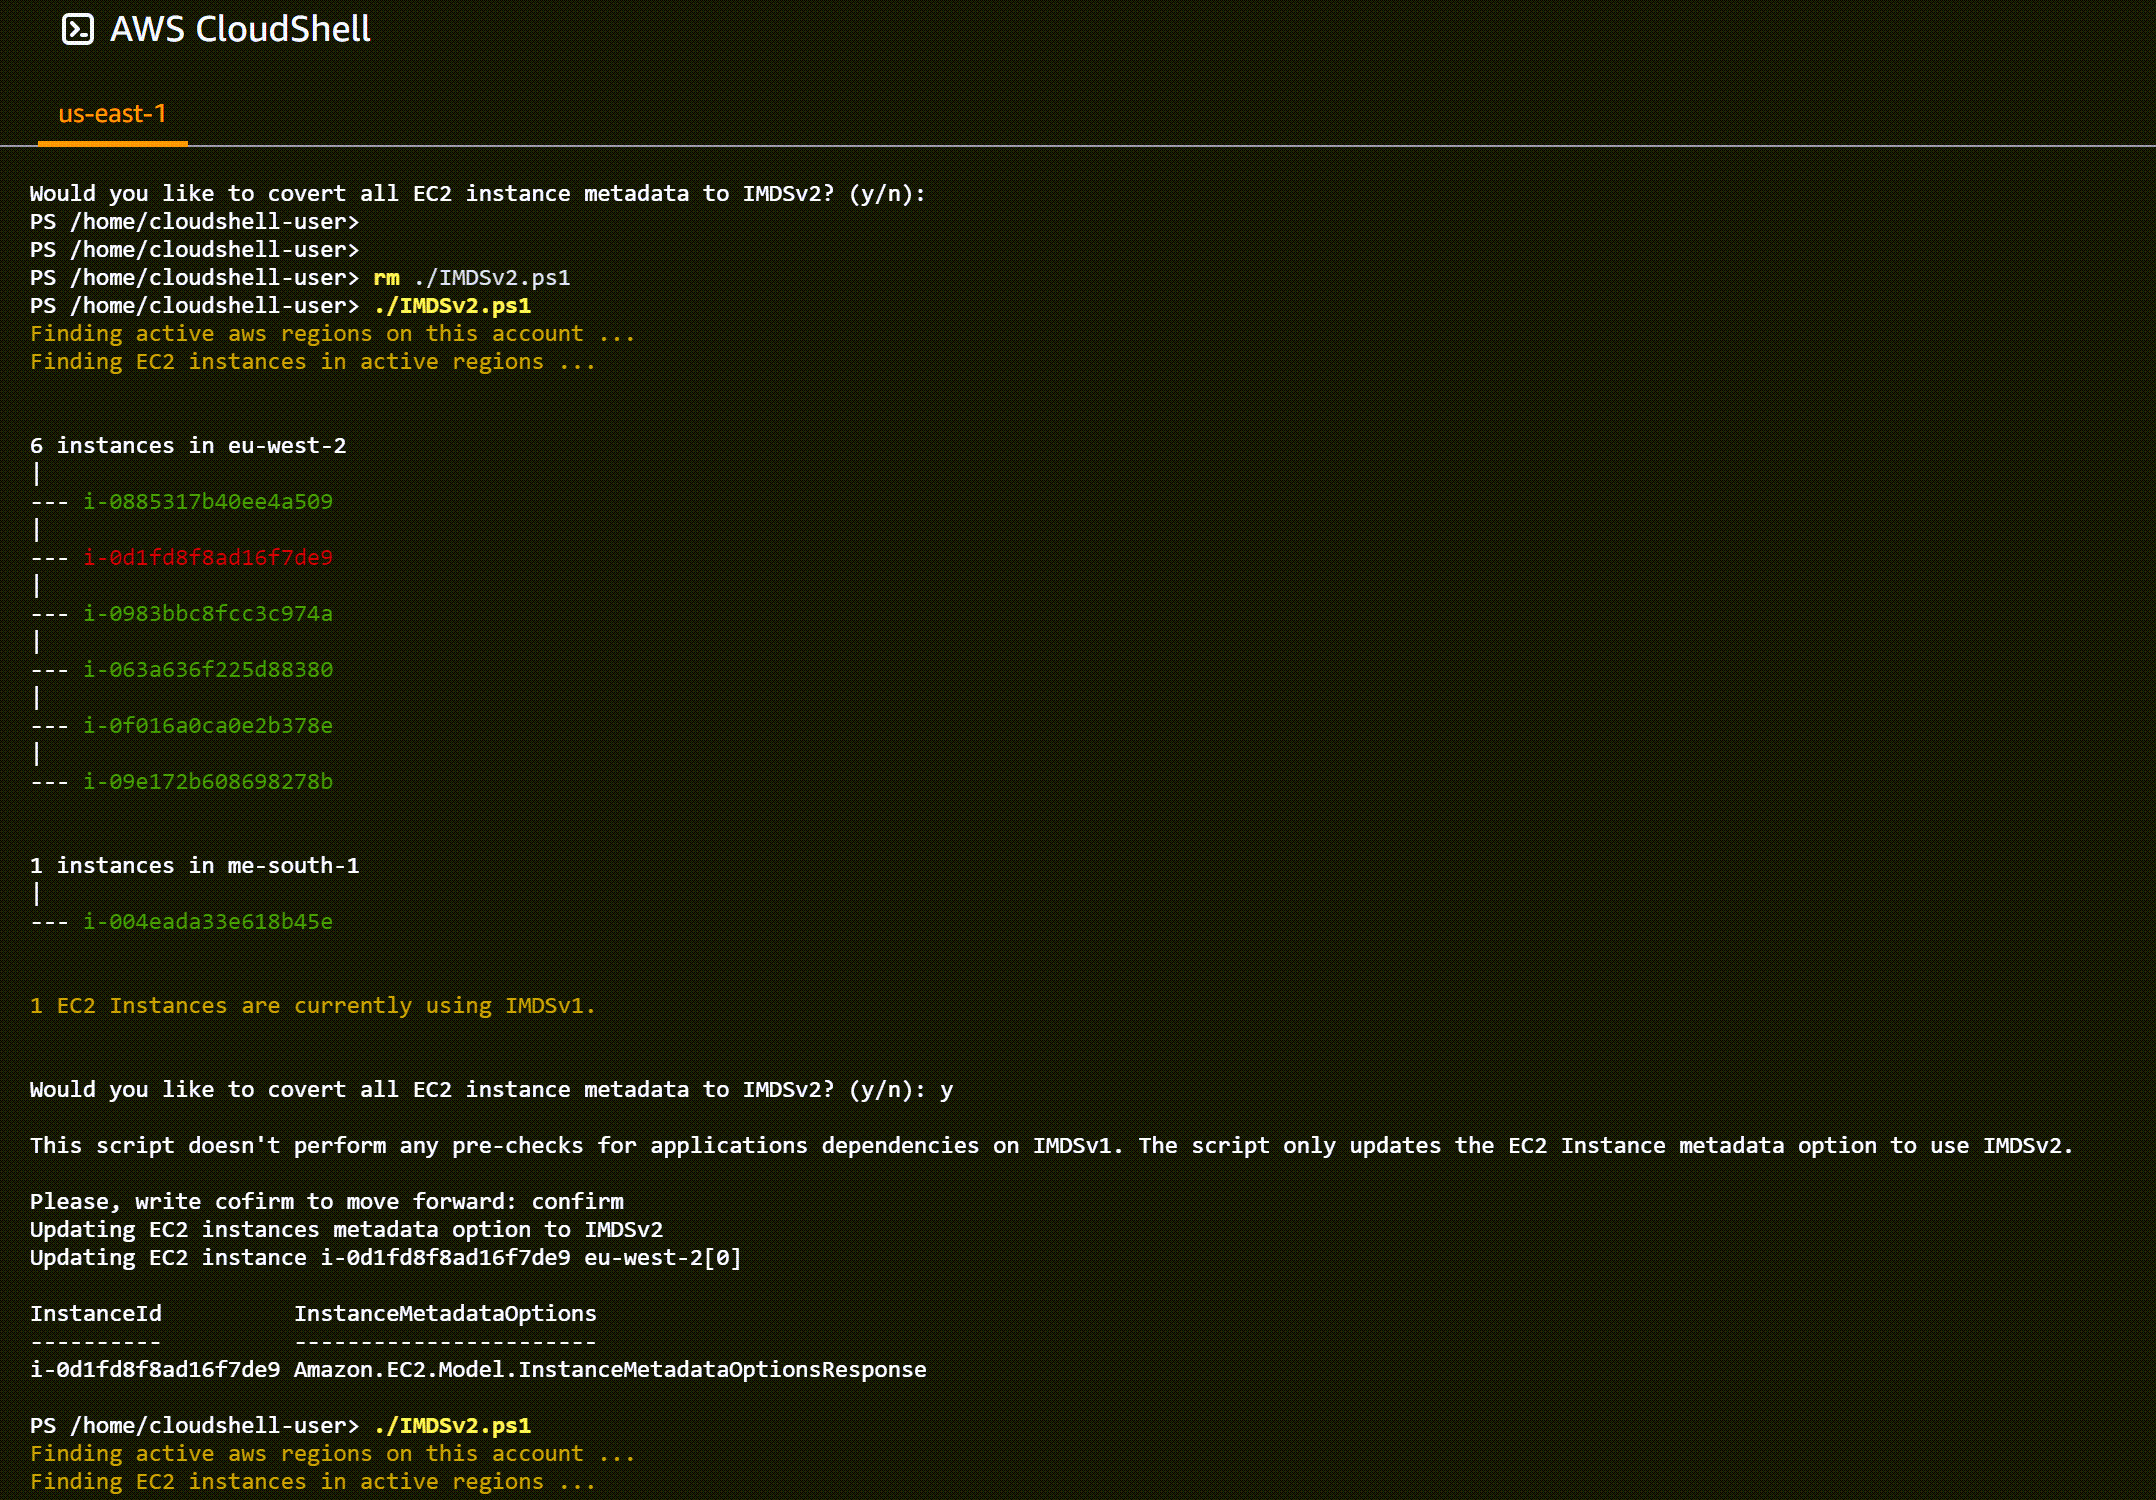 AWS CloudShell
us-east-1
Would you like to covert all EC2 instance metadata to IMDSv2? (y/n):
PS /home/cloudshell-user>
PS /home/cloudshell-user>
PS /home/cloudshell-user> rm ./IMDSv2.ps1
PS /home/cloudshell-user> ./IMDSv2.ps1
Finding active aws regions on this account ...
Finding EC2 instances in active regions ...
6 instances in eu-west-2
|
--- i-0885317b40ee4a509
|
--- i-0d1fd8f8ad16f7de9
|
--- i-0983bbc8fcc3c974a
|
--- i-063a636f225d88380
|
--- i-0f016a0ca0e2b378e
|
--- i-09e172b608698278b
1 instances in me-south-1
|
--- i-004eada33e618b45e
1 EC2 Instances are currently using IMDSv1.
Would you like to covert all EC2 instance metadata to IMDSv2? (y/n): y
This script doesn't perform any pre-checks for applications dependencies on IMDSv1. The script only updates the EC2 Instance metadata option to use IMDSv2.
Please, write cofirm to move forward: confirm
Updating EC2 instances metadata option to IMDSv2
Updating EC2 instance i-0d1fd8f8ad16f7de9 eu-west-2[0]
InstanceId          InstanceMetadataOptions
----------          -----------------------
i-0d1fd8f8ad16f7de9 Amazon.EC2.Model.InstanceMetadataOptionsResponse
PS /home/cloudshell-user> ./IMDSv2.ps1
Finding active aws regions on this account ...
Finding EC2 instances in active regions ...